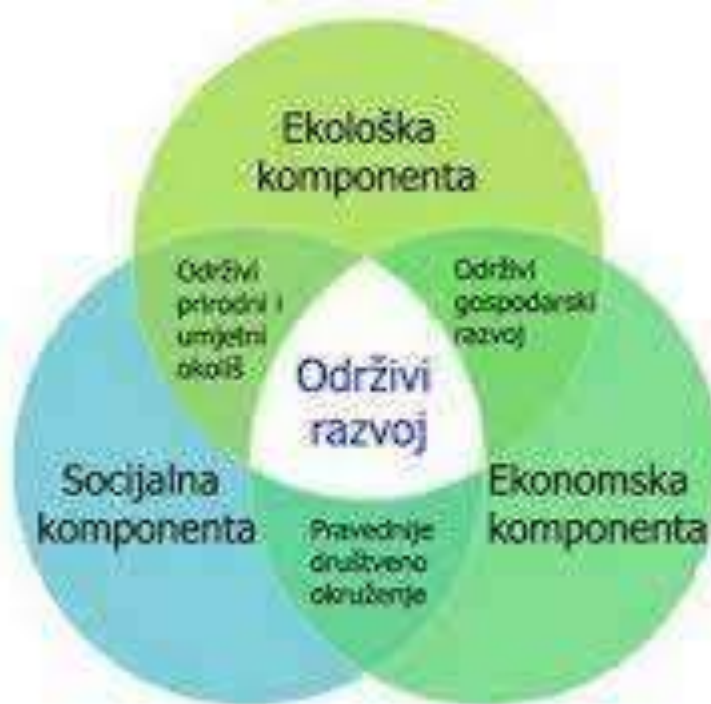 Ekološka
komponenta
Održivi
prirodni i
umjetni
okoliš
Održivi
gospodarski
razvoj
Održivi
razvoj
Socijalna
komponenta
Ekonomska
komponenta
Pravednije
društveno
okruženje